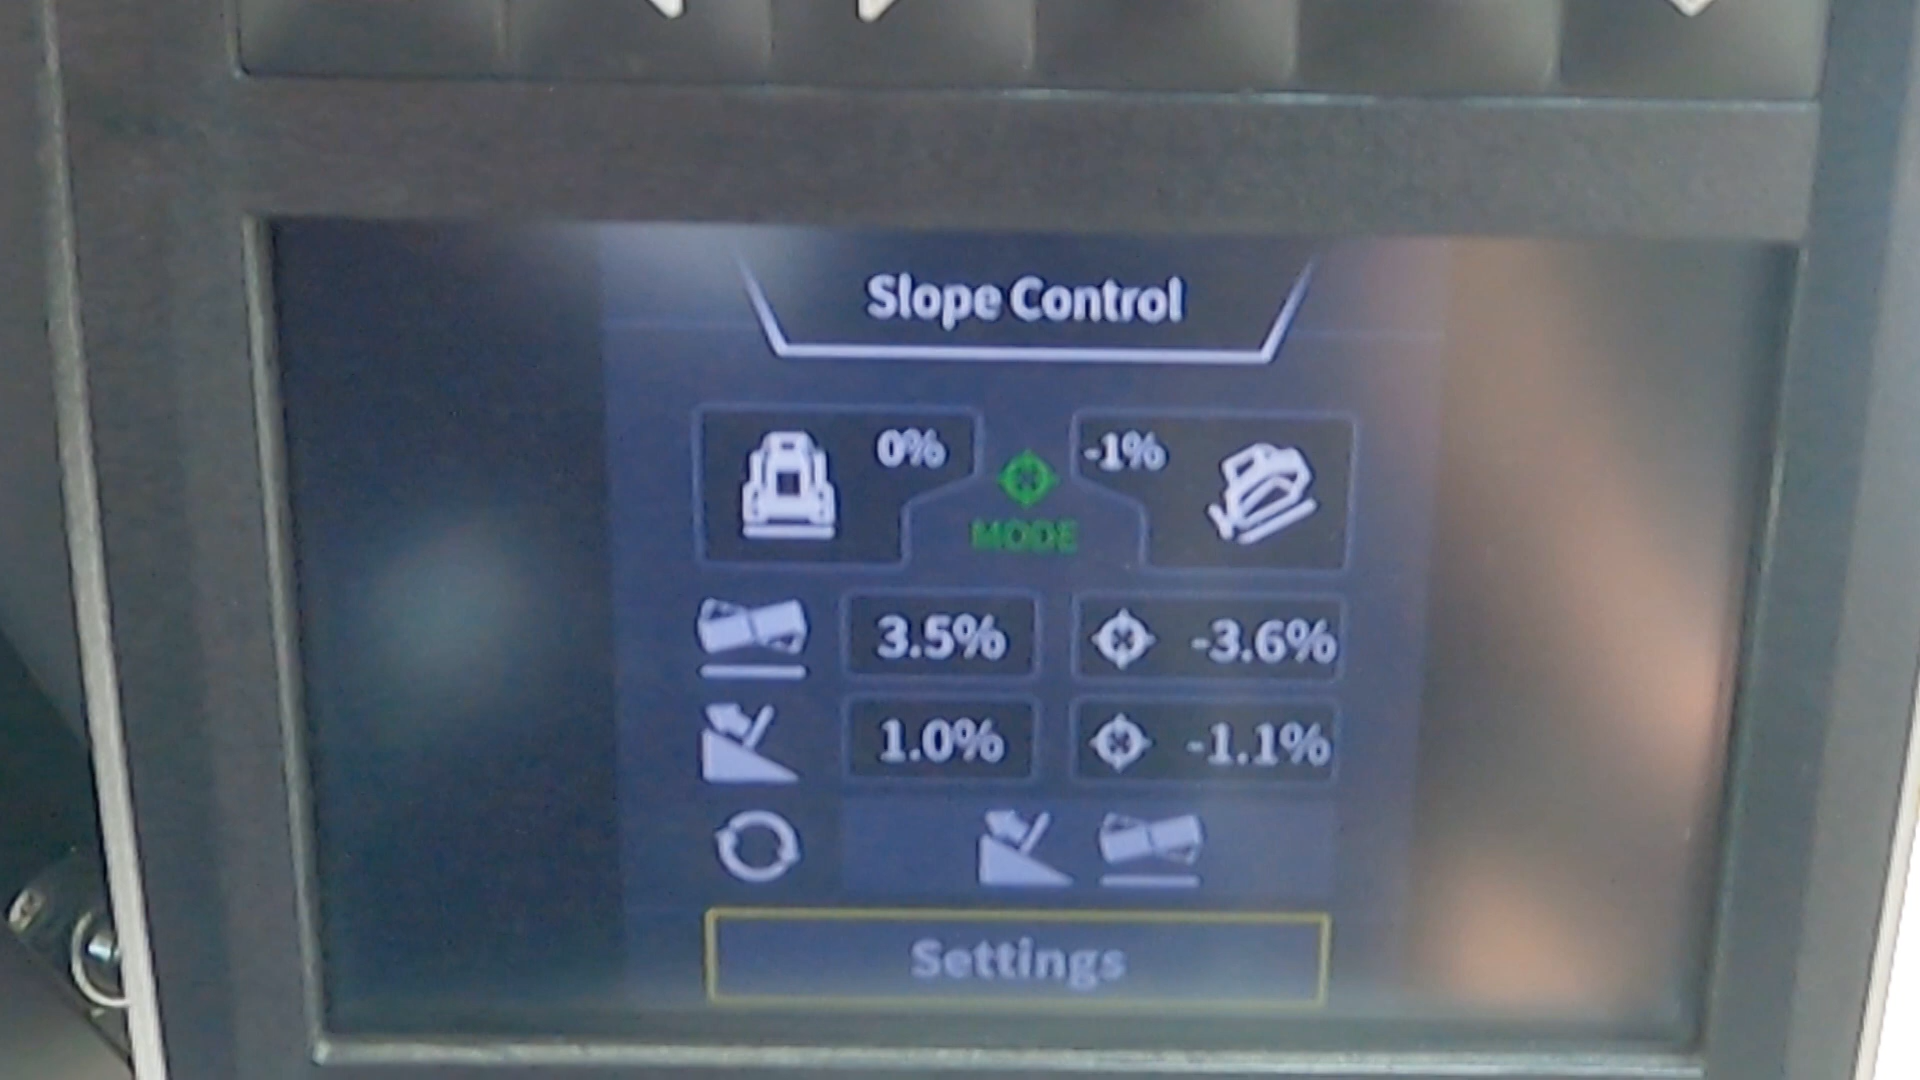 Slope Control
0%
-1%
MODE
3.5%
-3.6%
1.0%
-1.1%
Settings